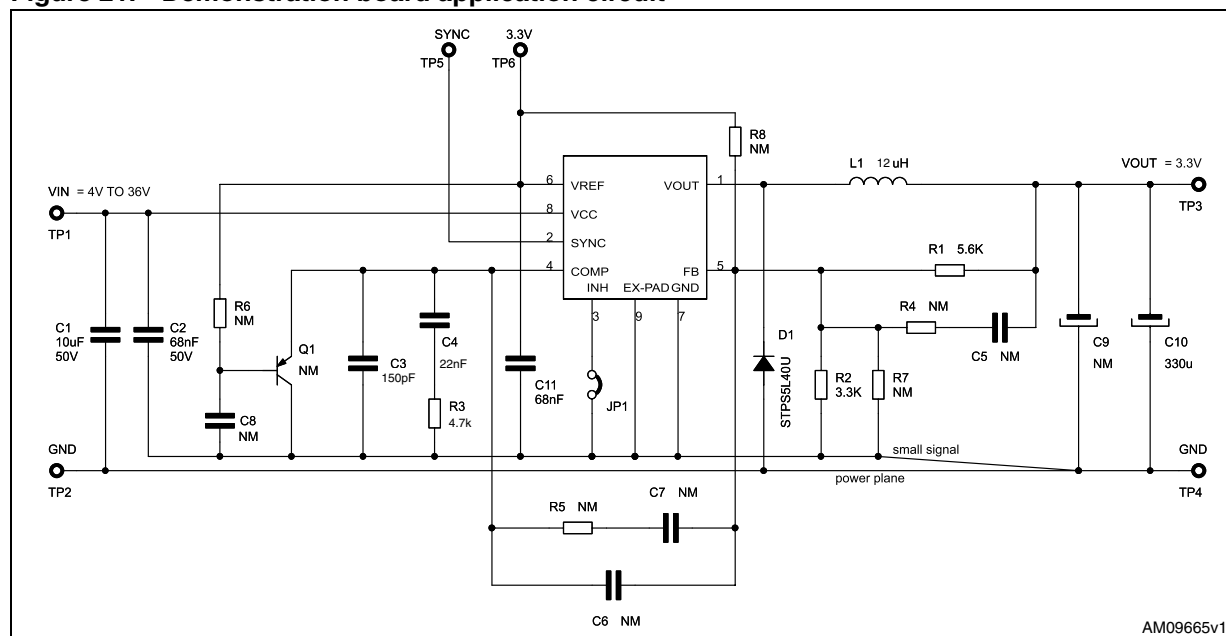 Figure 21. Demonstration board application circuit
SYNC
3.3V
TP5
TP6
R8
NM
L1 12uH
VOUT = 3.3V
VIN = 4V TO 36V
6
VREF
VOUT
1
TP1
8
VCC
TP3
2
SYNC
R1 5.6K
4
COMP
FB
5
INH
EX-PAD
GND
R6
NM
3
9
7
R4 NM
C1
10uF
50V
C2
68nF
50V
Q1
NM
C3
150pF
C4
22nF
D1
C5 NM
C9
NM
C10
330u
C11
68nF
R2
3.3K
R7
NM
STPS5L40U
R3
4.7k
JP1
C8
NM
GND
small signal
GND
TP2
power plane
TP4
C7 NM
R5 NM
C6 NM
AM09665v1